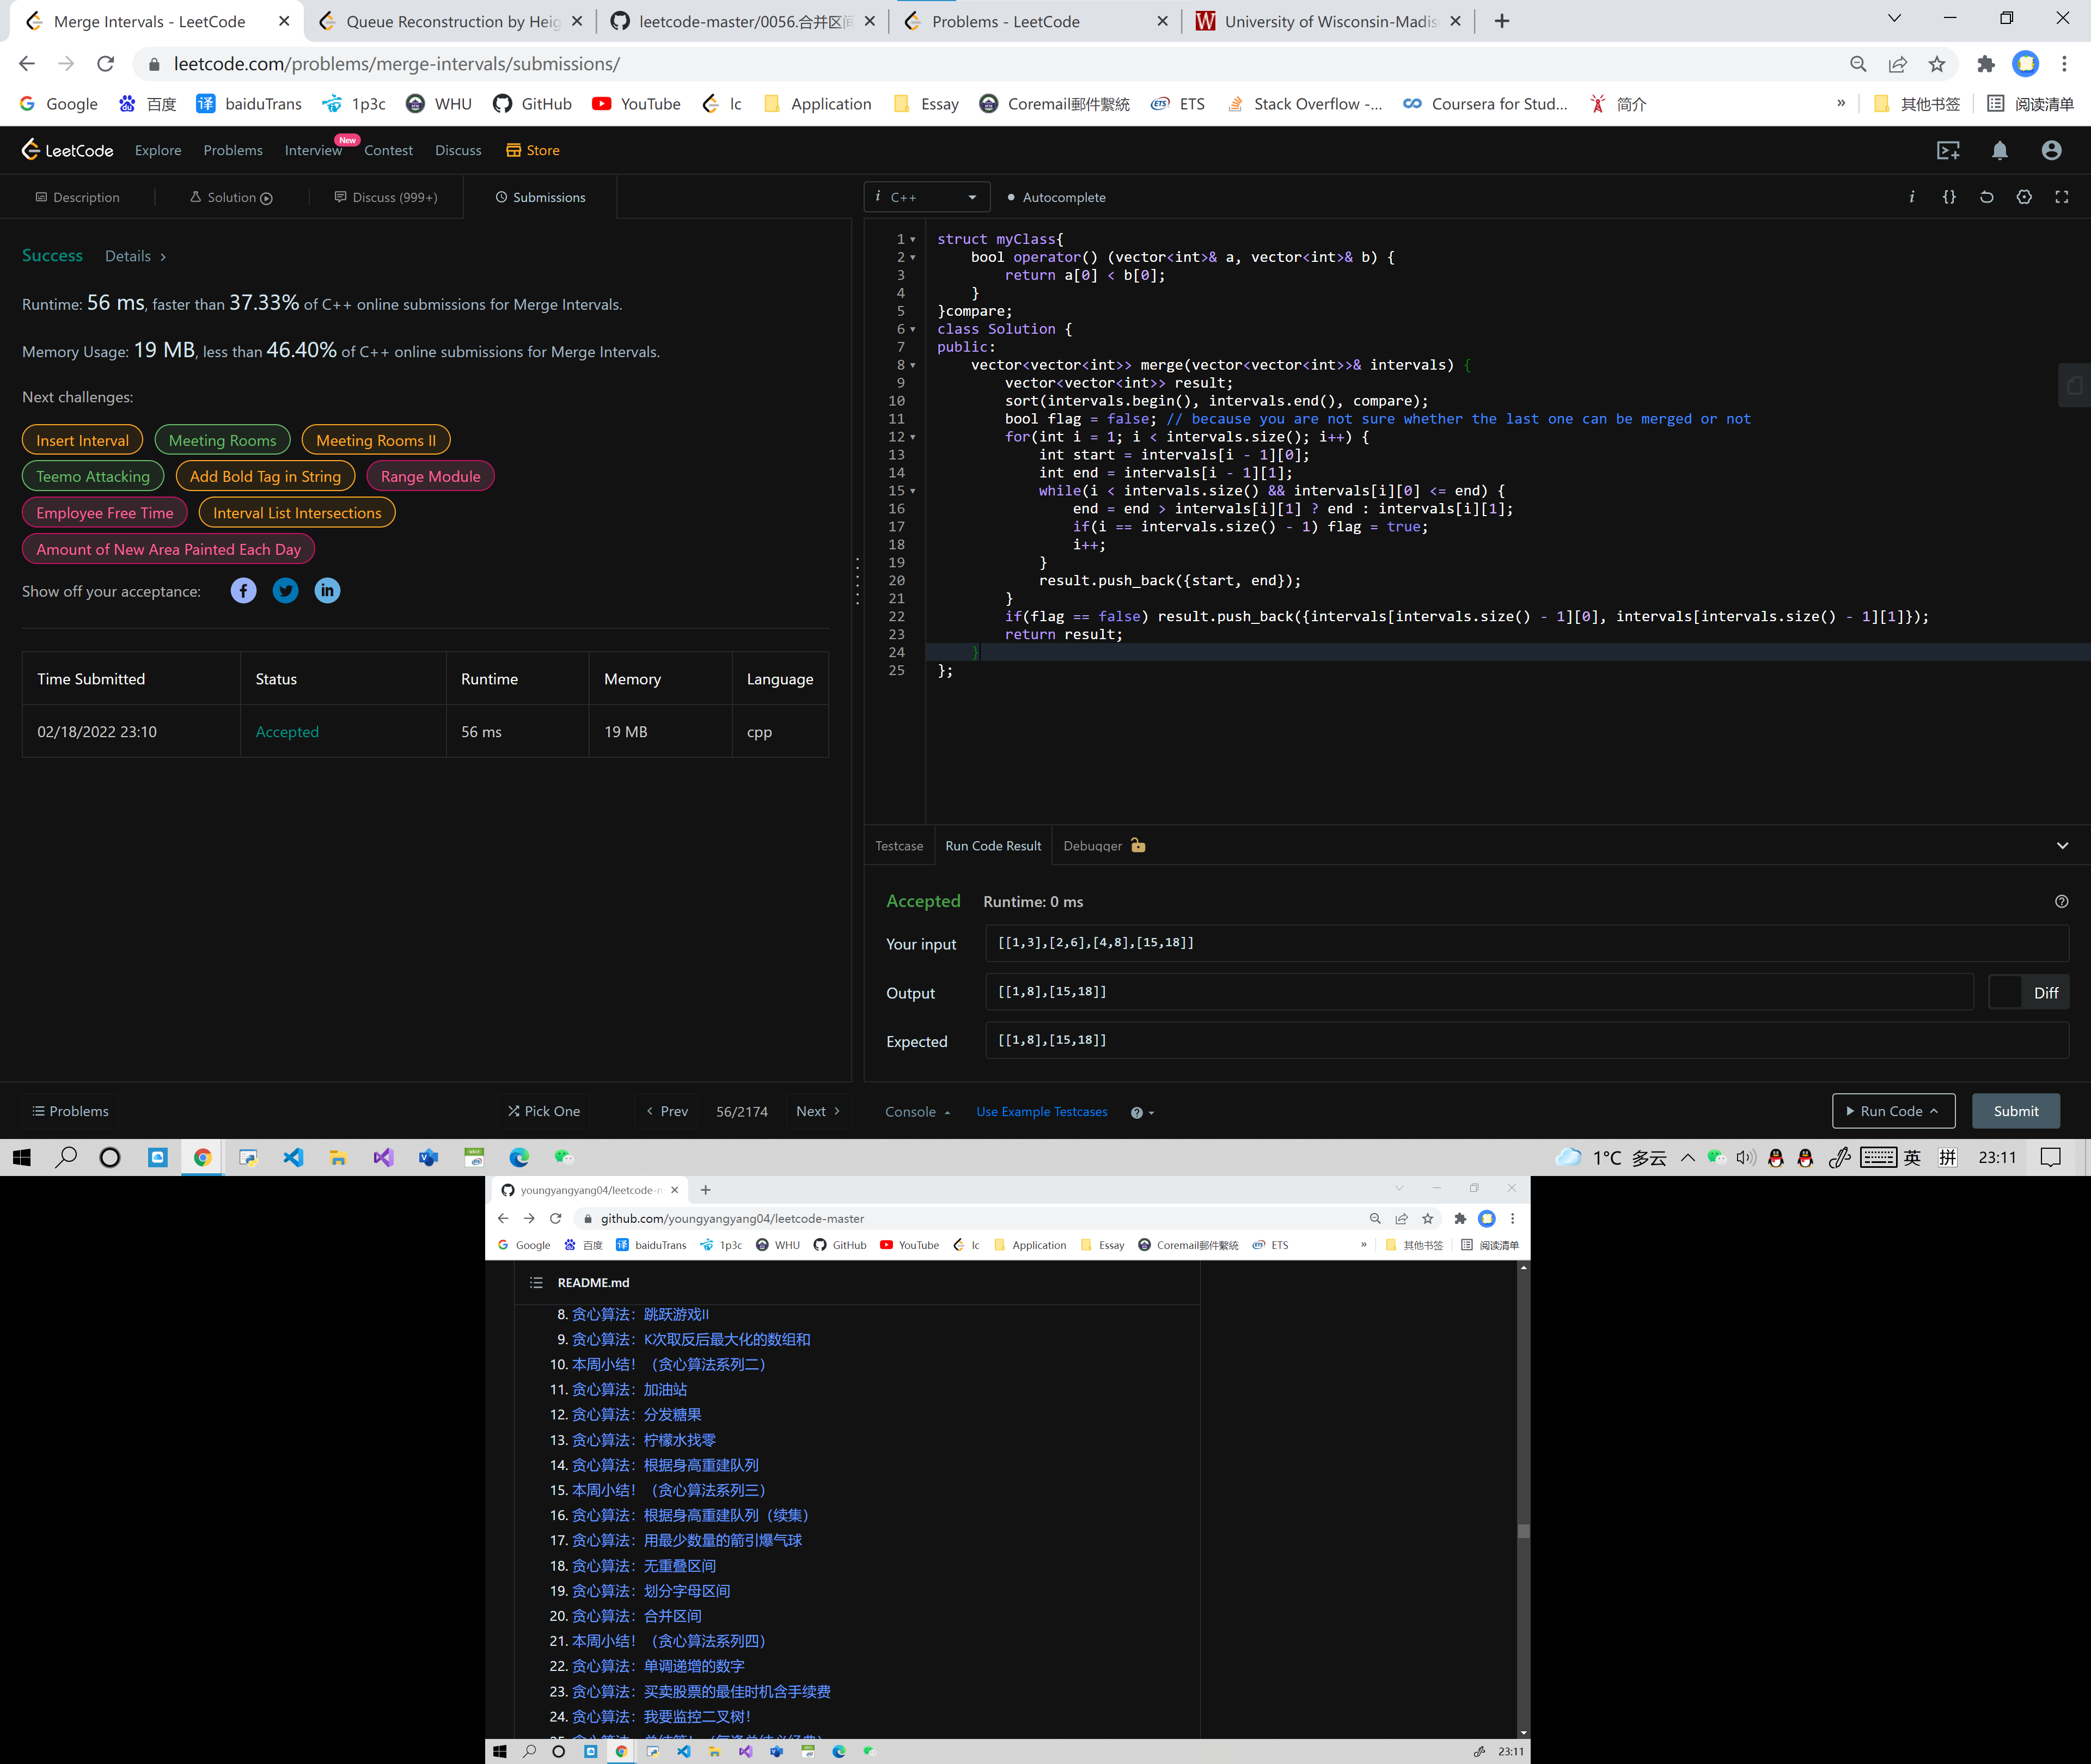 Merge Intervals - LeetCode
Queue Reconstruction by Heig
leetcode-master/0056.合并区间
Problems - LeetCode
University of Wisconsin-Madis
leetcode.com/problems/merge-intervals/submissions/
Google 百度 baiduTrans 1p3c WHU GitHub YouTube lc Application Essay Coremail郵件繫統 ETS Stack Overflow -... Coursera for Stud... 简介 » 其他书签 阅读清单
LeetCode Explore Problems Interview New Contest Discuss Store
Description Solution Discuss (999+) Submissions
i C++ Autocomplete
Success Details >
Runtime: 56 ms, faster than 37.33% of C++ online submissions for Merge Intervals.
Memory Usage: 19 MB, less than 46.40% of C++ online submissions for Merge Intervals.
Next challenges:
Insert Interval Meeting Rooms Meeting Rooms II
Teemo Attacking Add Bold Tag in String Range Module
Employee Free Time Interval List Intersections
Amount of New Area Painted Each Day
Show off your acceptance:
Time Submitted Status Runtime Memory Language
02/18/2022 23:10 Accepted 56 ms 19 MB cpp
1 struct myClass{
2 bool operator() (vector<int>& a, vector<int>& b) {
3 return a[0] < b[0];
4 }
5 }compare;
6 class Solution {
7 public:
8 vector<vector<int>> merge(vector<vector<int>>& intervals) {
9 vector<vector<int>> result;
10 sort(intervals.begin(), intervals.end(), compare);
11 bool flag = false; // because you are not sure whether the last one can be merged or not
12 for(int i = 1; i < intervals.size(); i++) {
13 int start = intervals[i - 1][0];
14 int end = intervals[i - 1][1];
15 while(i < intervals.size() && intervals[i][0] <= end) {
16 end = end > intervals[i][1] ? end : intervals[i][1];
17 if(i == intervals.size() - 1) flag = true;
18 i++;
19 }
20 result.push_back({start, end});
21 }
22 if(flag == false) result.push_back({intervals[intervals.size() - 1][0], intervals[intervals.size() - 1][1]});
23 return result;
24 }
25 };
Testcase Run Code Result Debugger
Accepted Runtime: 0 ms
Your input [[1,3],[2,6],[4,8],[15,18]]
Output [[1,8],[15,18]] Diff
Expected [[1,8],[15,18]]
Problems Pick One < Prev 56/2174 Next > Console Use Example Testcases Run Code Submit
1°C 多云 英 拼 23:11
youngyangyang04/leetcode-m
github.com/youngyangyang04/leetcode-master
Google 百度 baiduTrans 1p3c WHU GitHub YouTube lc Application Essay Coremail郵件繫統 ETS » 其他书签 阅读清单
README.md
8. 贪心算法：跳跃游戏II
9. 贪心算法：K次取反后最大化的数组和
10. 本周小结！（贪心算法系列二）
11. 贪心算法：加油站
12. 贪心算法：分发糖果
13. 贪心算法：柠檬水找零
14. 贪心算法：根据身高重建队列
15. 本周小结！（贪心算法系列三）
16. 贪心算法：根据身高重建队列（续集）
17. 贪心算法：用最少数量的箭引爆气球
18. 贪心算法：无重叠区间
19. 贪心算法：划分字母区间
20. 贪心算法：合并区间
21. 本周小结！（贪心算法系列四）
22. 贪心算法：单调递增的数字
23. 贪心算法：买卖股票的最佳时机含手续费
24. 贪心算法：我要监控二叉树！
23:11